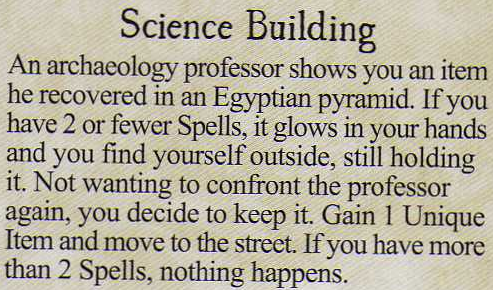 Science Building
An archaeology professor shows you an item
he recovered in an Egyptian pyramid. If you
have 2 or fewer Spells, it glows in your hands
and you find yourself outside, still holding
it. Not wanting to confront the professor
again, you decide to keep it. Gain 1 Unique
Item and move to the street. If you have more
than 2 Spells, nothing happens.